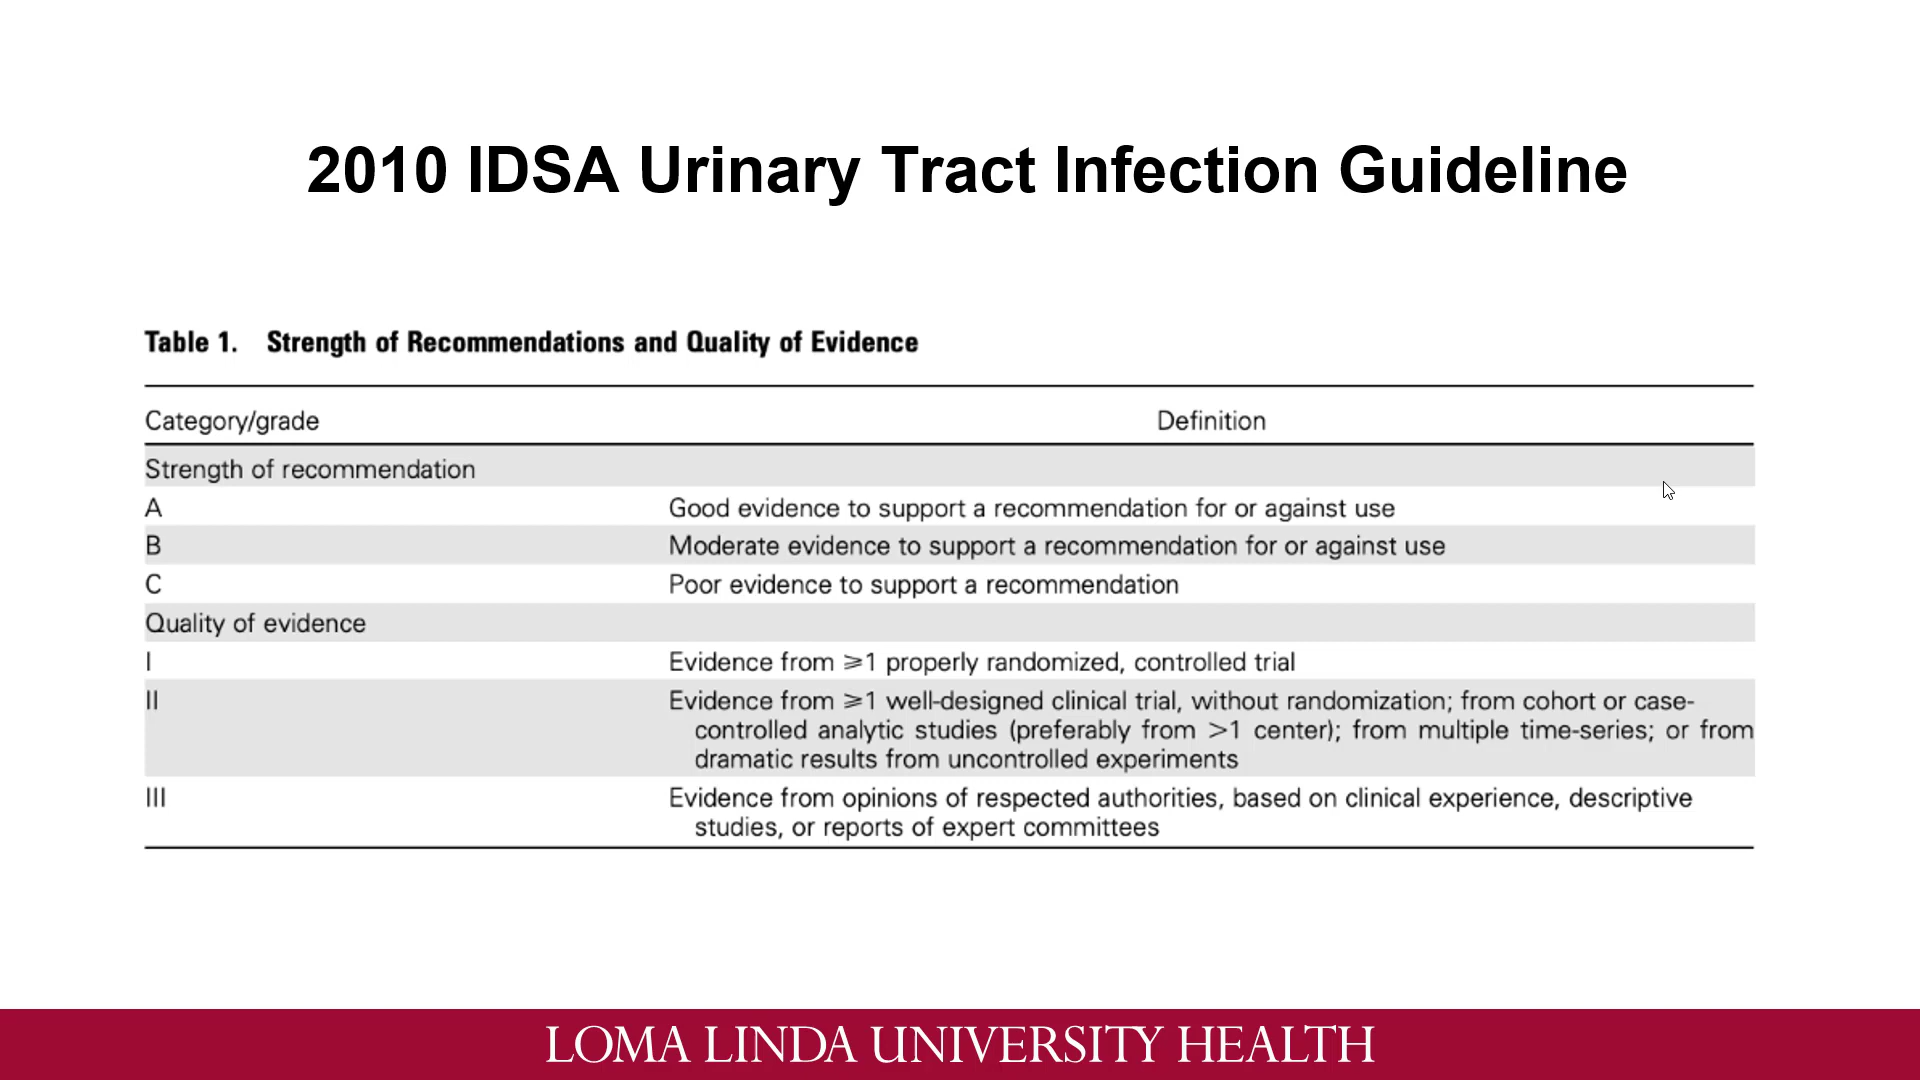 2010 IDSA Urinary Tract Infection Guideline
Table 1. Strength of Recommendations and Quality of Evidence
Category/grade Definition
Strength of recommendation
A Good evidence to support a recommendation for or against use
B Moderate evidence to support a recommendation for or against use
C Poor evidence to support a recommendation
Quality of evidence
I Evidence from ⩾1 properly randomized, controlled trial
II Evidence from ⩾1 well-designed clinical trial, without randomization; from cohort or case-
controlled analytic studies (preferably from >1 center); from multiple time-series; or from
dramatic results from uncontrolled experiments
III Evidence from opinions of respected authorities, based on clinical experience, descriptive
studies, or reports of expert committees
LOMA LINDA UNIVERSITY HEALTH